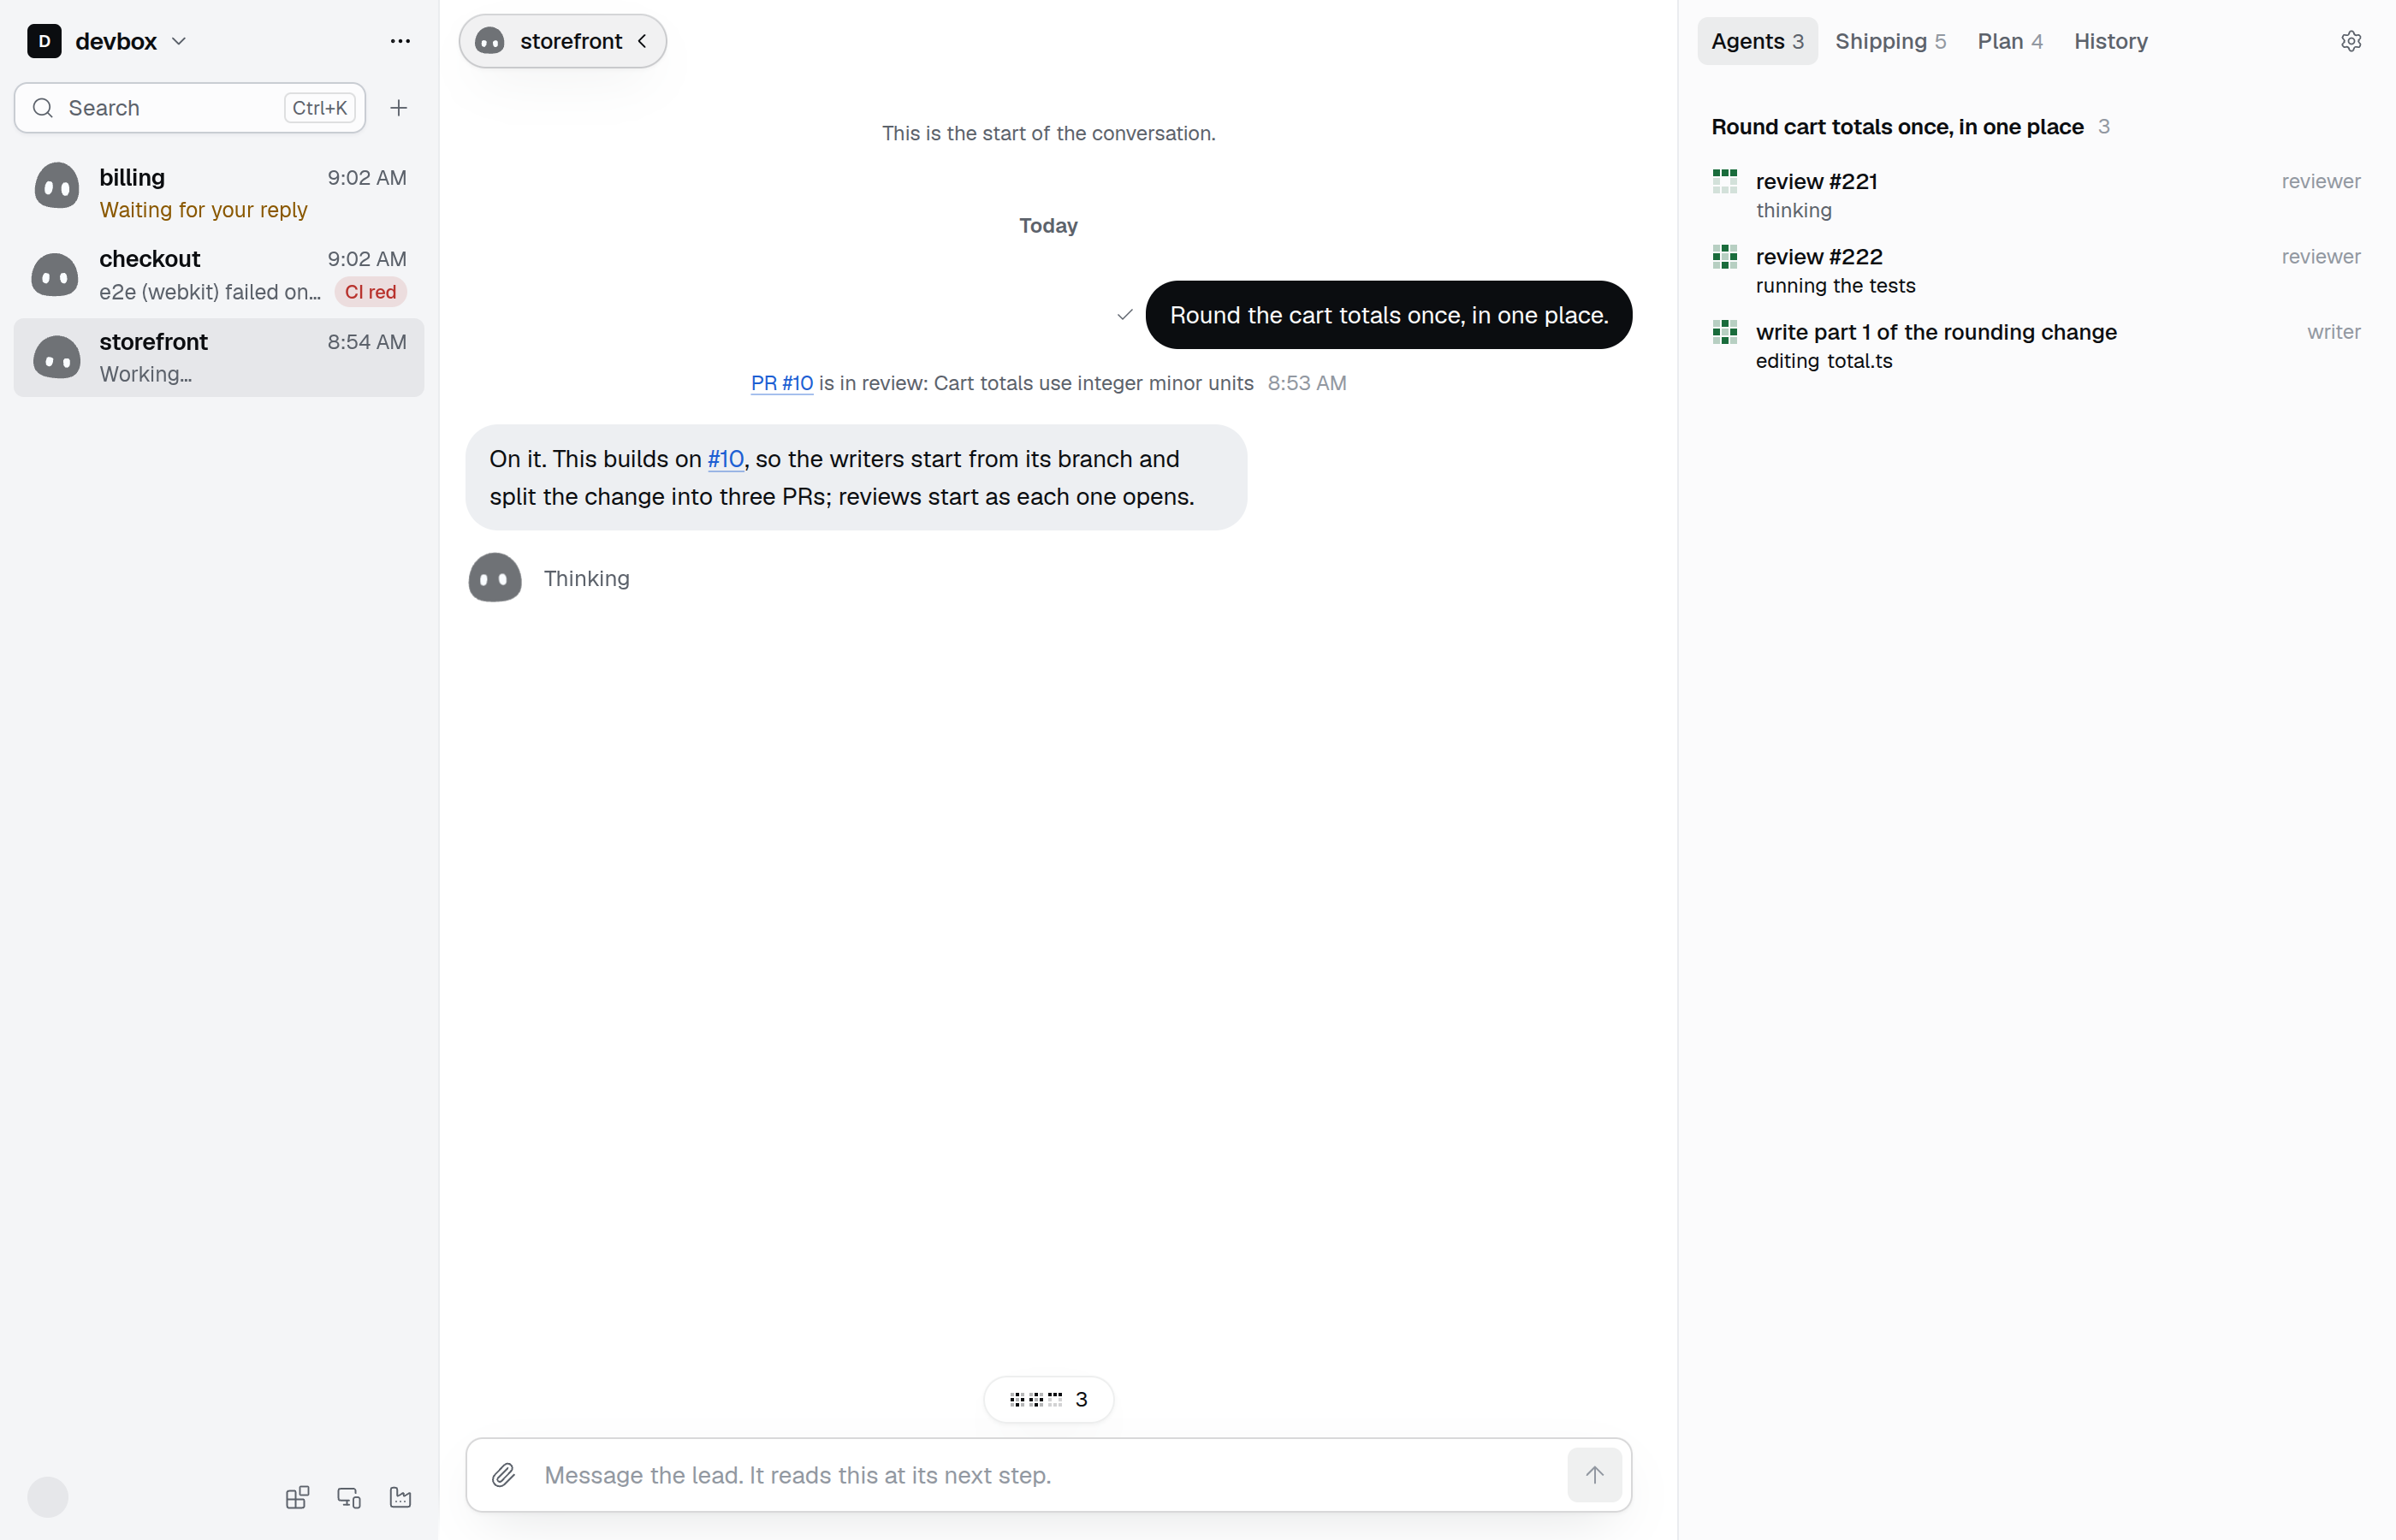 D devbox
Search Ctrl+K
billing 9:02 AM
Waiting for your reply
checkout 9:02 AM
e2e (webkit) failed on... CI red
storefront 8:54 AM
Working...
storefront
This is the start of the conversation.
Today
Round the cart totals once, in one place.
PR #10 is in review: Cart totals use integer minor units 8:53 AM
On it. This builds on #10, so the writers start from its branch and
split the change into three PRs; reviews start as each one opens.
Thinking
3
Message the lead. It reads this at its next step.
Agents 3 Shipping 5 Plan 4 History
Round cart totals once, in one place 3
review #221 reviewer
thinking
review #222 reviewer
running the tests
write part 1 of the rounding change writer
editing total.ts